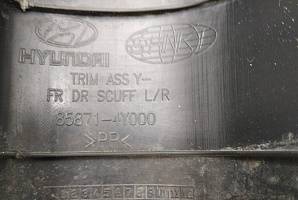 HYUNDAI
TRIM ASS Y-
FR DR SCUFF L/R
85871-4Y000
>PP<